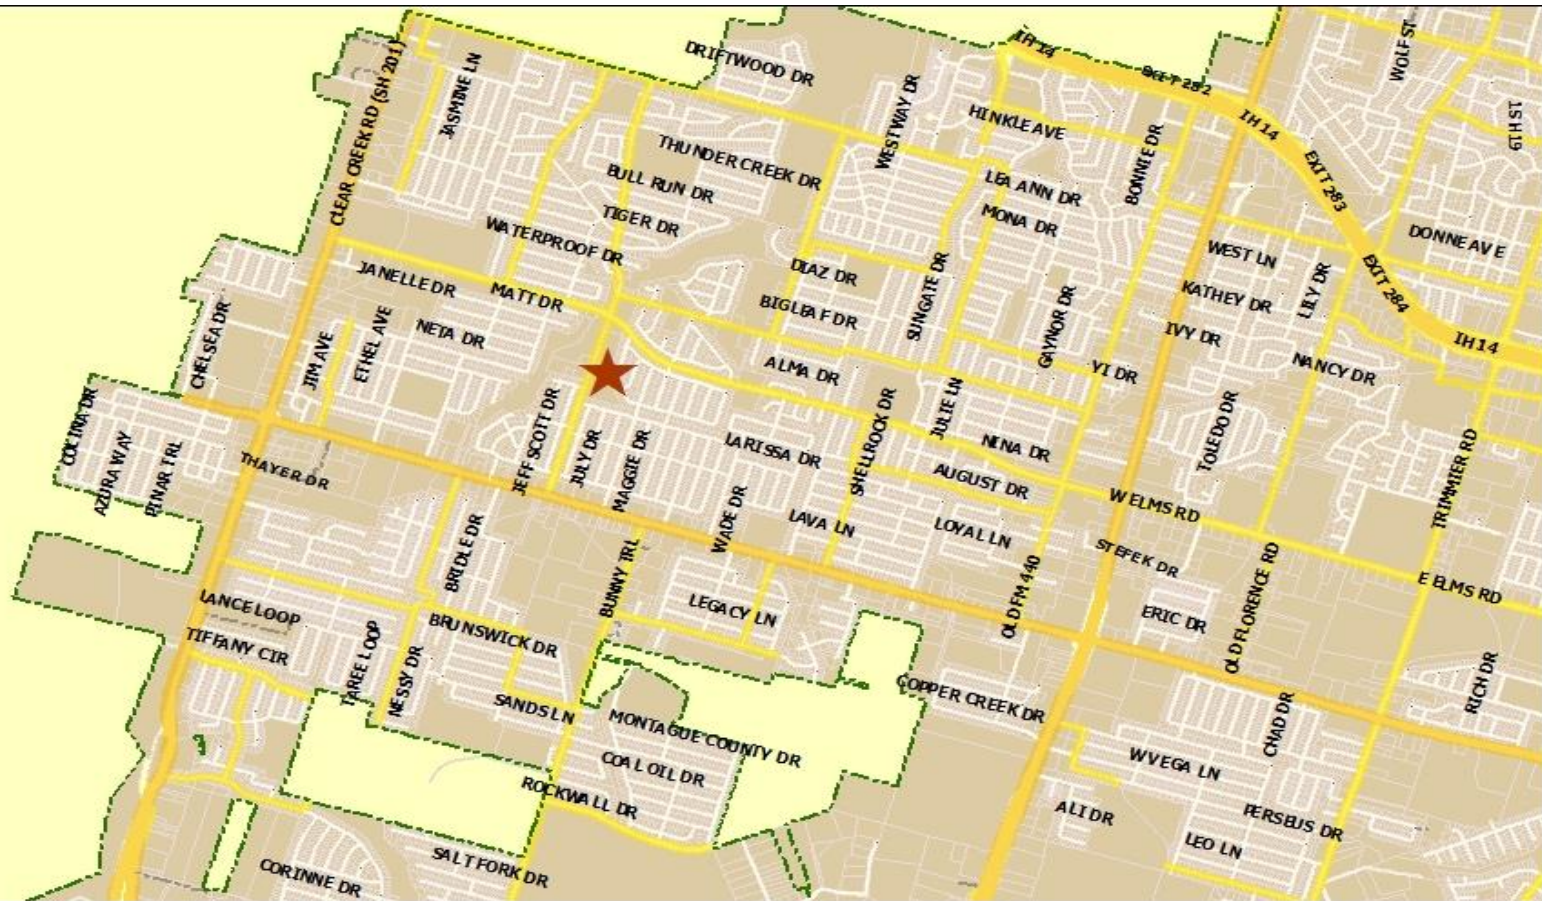 IH 14
WOLF ST
DRIFTWOOD DR
EXIT 282
JASMINE LN
CLEAR CREEK RD (SH 201)
WESTWAY DR
HINKLE AVE
IH 14
1SH19
THUNDER CREEK DR
BONNIE DR
EXIT 283
BULL RUN DR
LEA ANN DR
TIGER DR
MONA DR
WATERPROOF DR
DONNE AVE
WEST LN
JANELLE DR
DIAZ DR
LILY DR
EXIT 284
MATT DR
SUNGATE DR
KATHEY DR
BIGLEAF DR
GAYNOR DR
CHELSEA DR
NETA DR
ETHEL AVE
JIM AVE
IVY DR
IH 14
ALMA DR
YI DR
NANCY DR
COLINA DR
JULIE LN
TOLEDO DR
JEFF SCOTT DR
SHELLROCK DR
TRIMMIER RD
AZURA WAY
PINAR TRL
THAYER DR
JULY DR
MAGGIE DR
LARISSA DR
NINA DR
AUGUST DR
WADE DR
W ELMS RD
LAVA LN
LOYAL LN
BRIDLE DR
STEFEK DR
BUNNY TRL
OLD FM 440
OLD FLORENCE RD
E ELMS RD
LANCE LOOP
LEGACY LN
ERIC DR
TIFFANY CIR
TAREE LOOP
BRUNSWICK DR
NESSY DR
RICH DR
COPPER CREEK DR
SANDS LN
MONTAGUE COUNTY DR
CHAD DR
COAL OIL DR
W VEGA LN
ROCKWALL DR
ALI DR
PERSEUS DR
LEO LN
SALT FORK DR
CORINNE DR